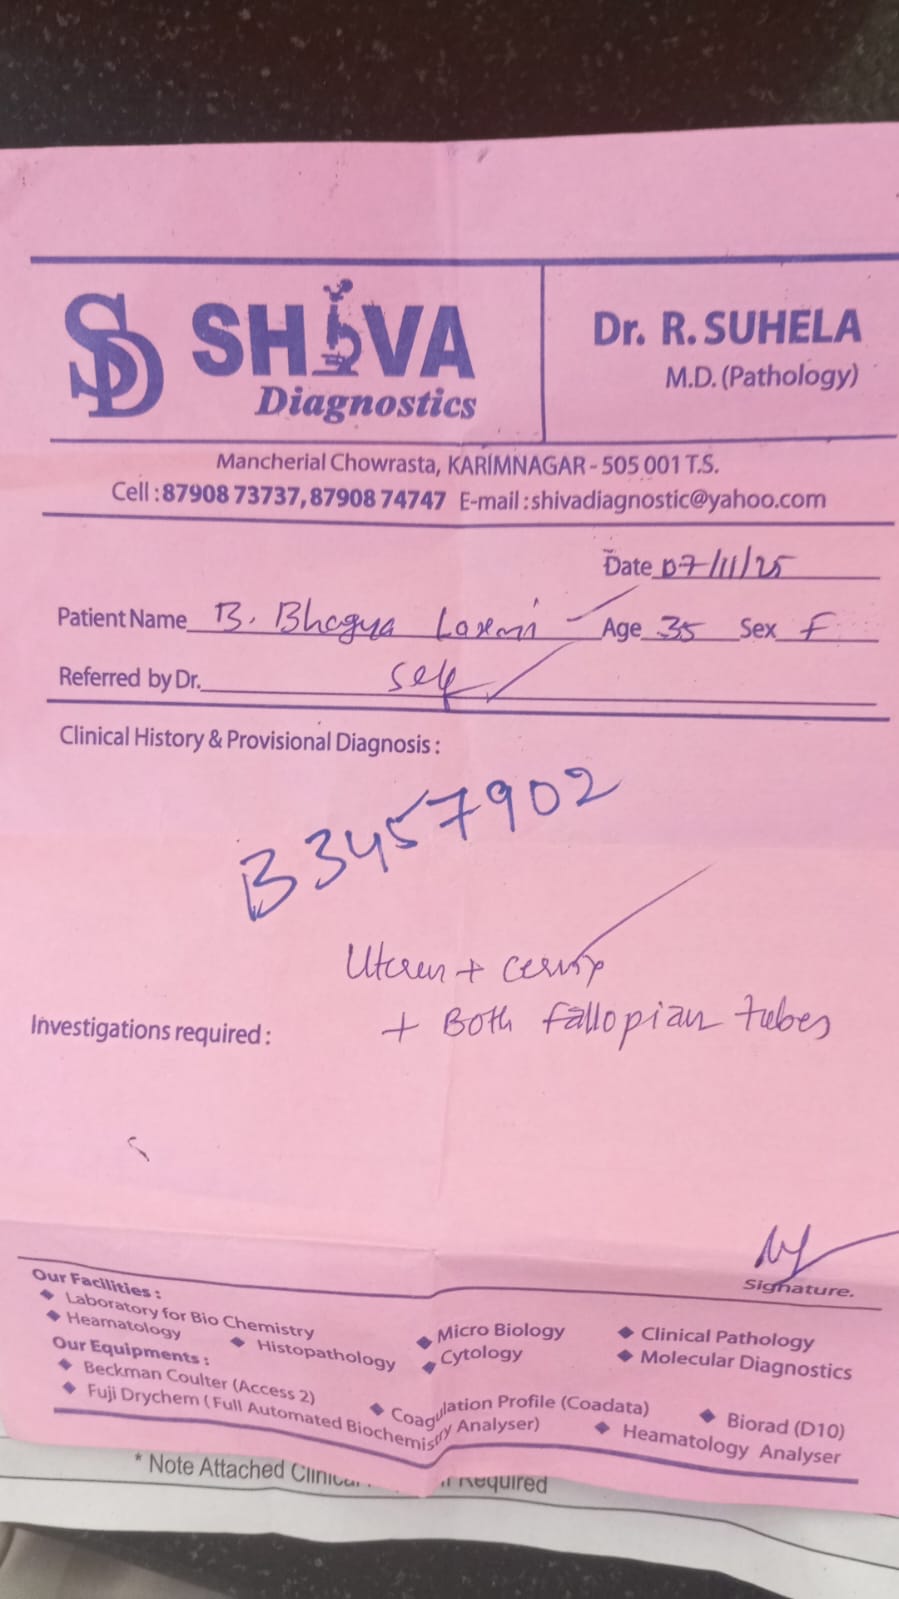 SD SHIVA
Diagnostics
Dr. R. SUHELA
M.D. (Pathology)
Mancherial Chowrasta, KARIMNAGAR - 505 001 T.S.
Cell : 87908 73737, 87908 74747 E-mail : shivadiagnostic@yahoo.com
Date 07/11/25
Patient Name B. Bhagya Laxmi Age 35 Sex F
Referred by Dr. Self
Clinical History & Provisional Diagnosis :
B3457902
+ cervix
Investigations required : + Both fallopian tubes
Signature.
Our Facilities :
◆ Laboratory for Bio Chemistry ◆ Micro Biology ◆ Clinical Pathology
◆ Heamatology ◆ Histopathology ◆ Cytology ◆ Molecular Diagnostics
Our Equipments :
◆ Beckman Coulter (Access 2) ◆ Coagulation Profile (Coadata) ◆ Biorad (D10)
◆ Fuji Drychem ( Full Automated Biochemistry Analyser) ◆ Heamatology Analyser
* Note Attached Required